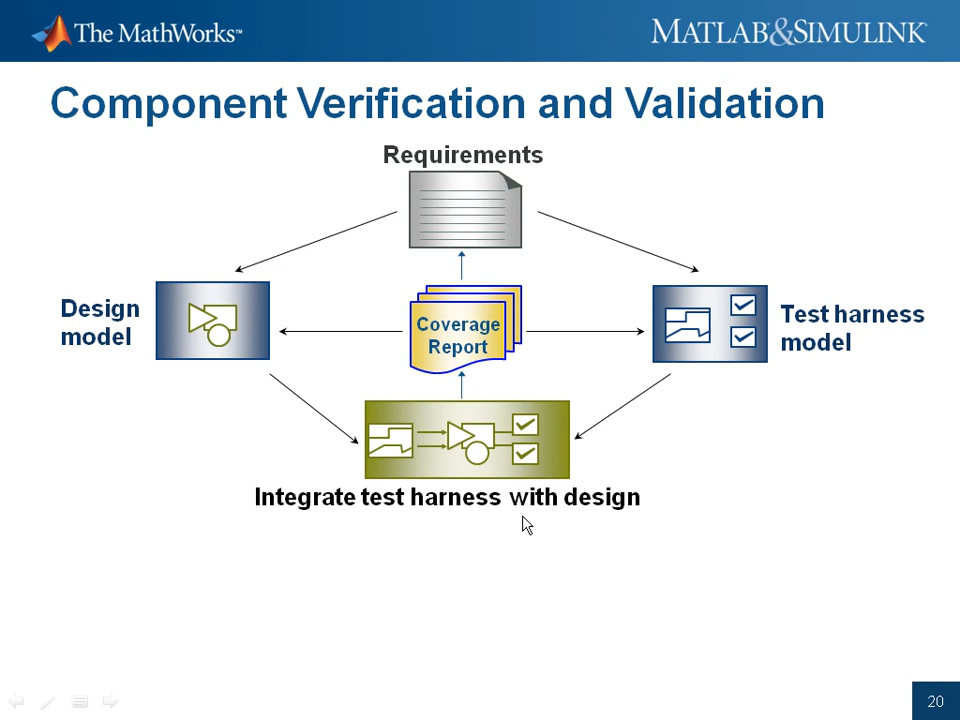 The MathWorks™
MATLAB&SIMULINK®
Component Verification and Validation
Requirements
Design
model
Coverage
Report
Test harness
model
Integrate test harness with design
20